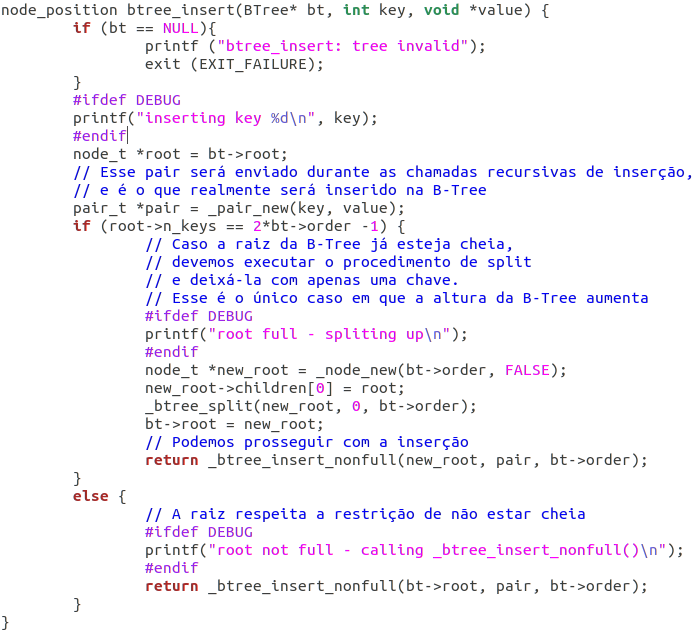 node_position btree_insert(BTree* bt, int key, void *value) {
        if (bt == NULL){
                printf ("btree_insert: tree invalid");
                exit (EXIT_FAILURE);
        }
        #ifdef DEBUG
        printf("inserting key %d\n", key);
        #endif
        node_t *root = bt->root;
        // Esse pair será enviado durante as chamadas recursivas de inserção,
        // e é o que realmente será inserido na B-Tree
        pair_t *pair = _pair_new(key, value);
        if (root->n_keys == 2*bt->order -1) {
                // Caso a raiz da B-Tree já esteja cheia,
                // devemos executar o procedimento de split
                // e deixá-la com apenas uma chave.
                // Esse é o único caso em que a altura da B-Tree aumenta
                #ifdef DEBUG
                printf("root full - spliting up\n");
                #endif
                node_t *new_root = _node_new(bt->order, FALSE);
                new_root->children[0] = root;
                _btree_split(new_root, 0, bt->order);
                bt->root = new_root;
                // Podemos prosseguir com a inserção
                return _btree_insert_nonfull(new_root, pair, bt->order);
        }
        else {
                // A raiz respeita a restrição de não estar cheia
                #ifdef DEBUG
                printf("root not full - calling _btree_insert_nonfull()\n");
                #endif
                return _btree_insert_nonfull(bt->root, pair, bt->order);
        }
}